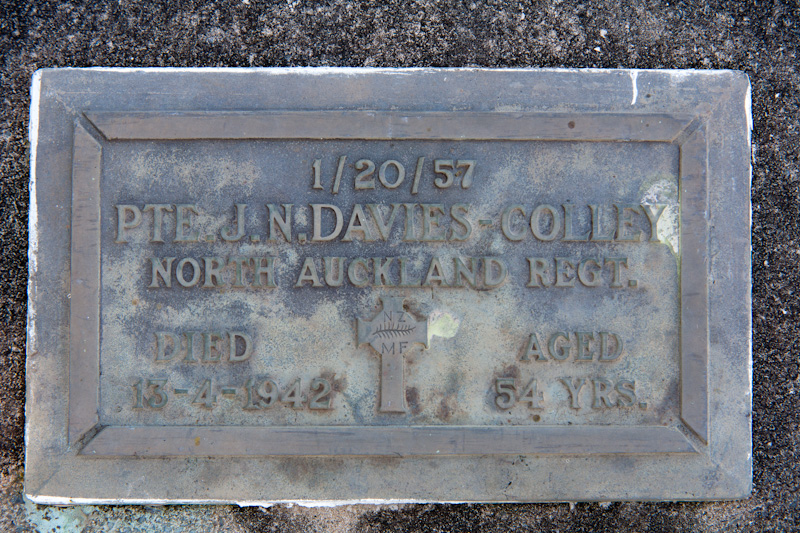 1/20/57
PTE. J.N. DAVIES-COLLEY
NORTH AUCKLAND REGT.
NZ
MF
DIED
13-4-1942
AGED
54 YRS.